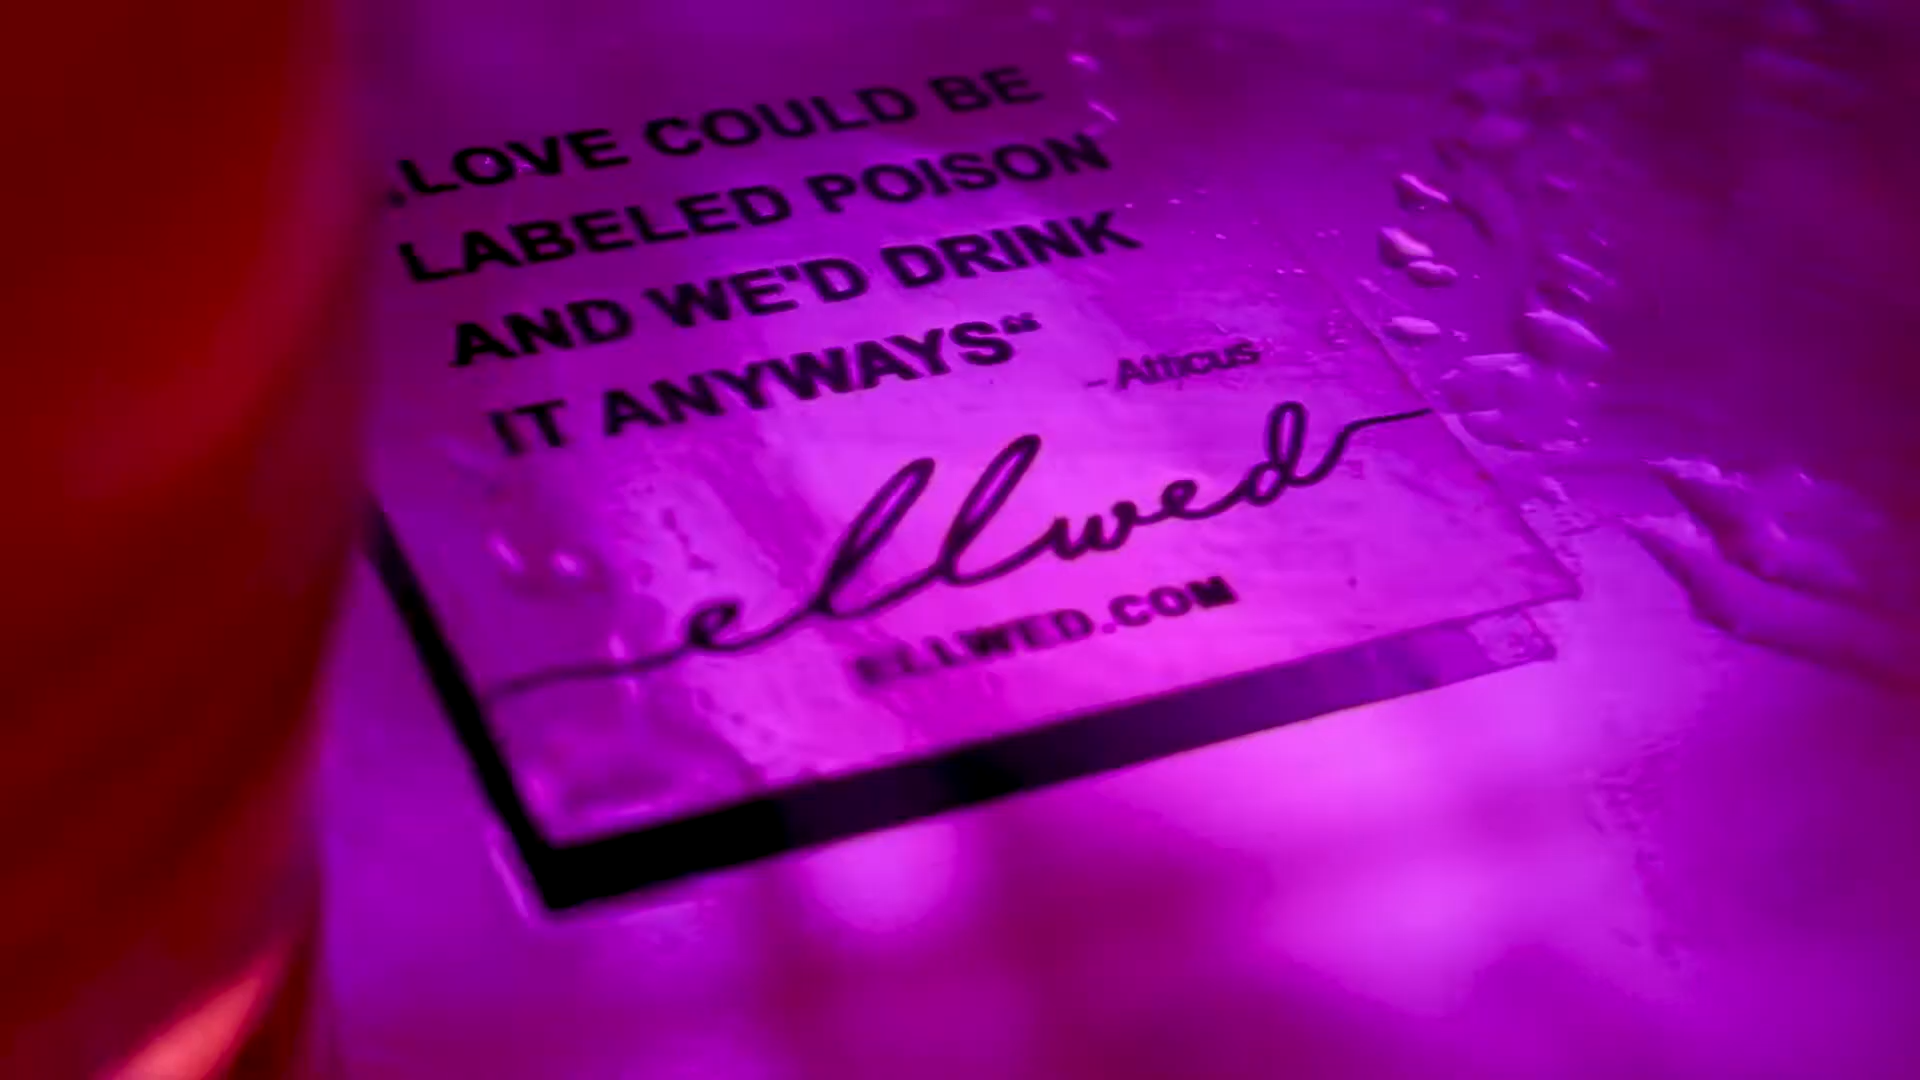 „LOVE COULD BE
LABELED POISON
AND WE'D DRINK
IT ANYWAYS“
- Atticus
ellwed
ELLWED.COM